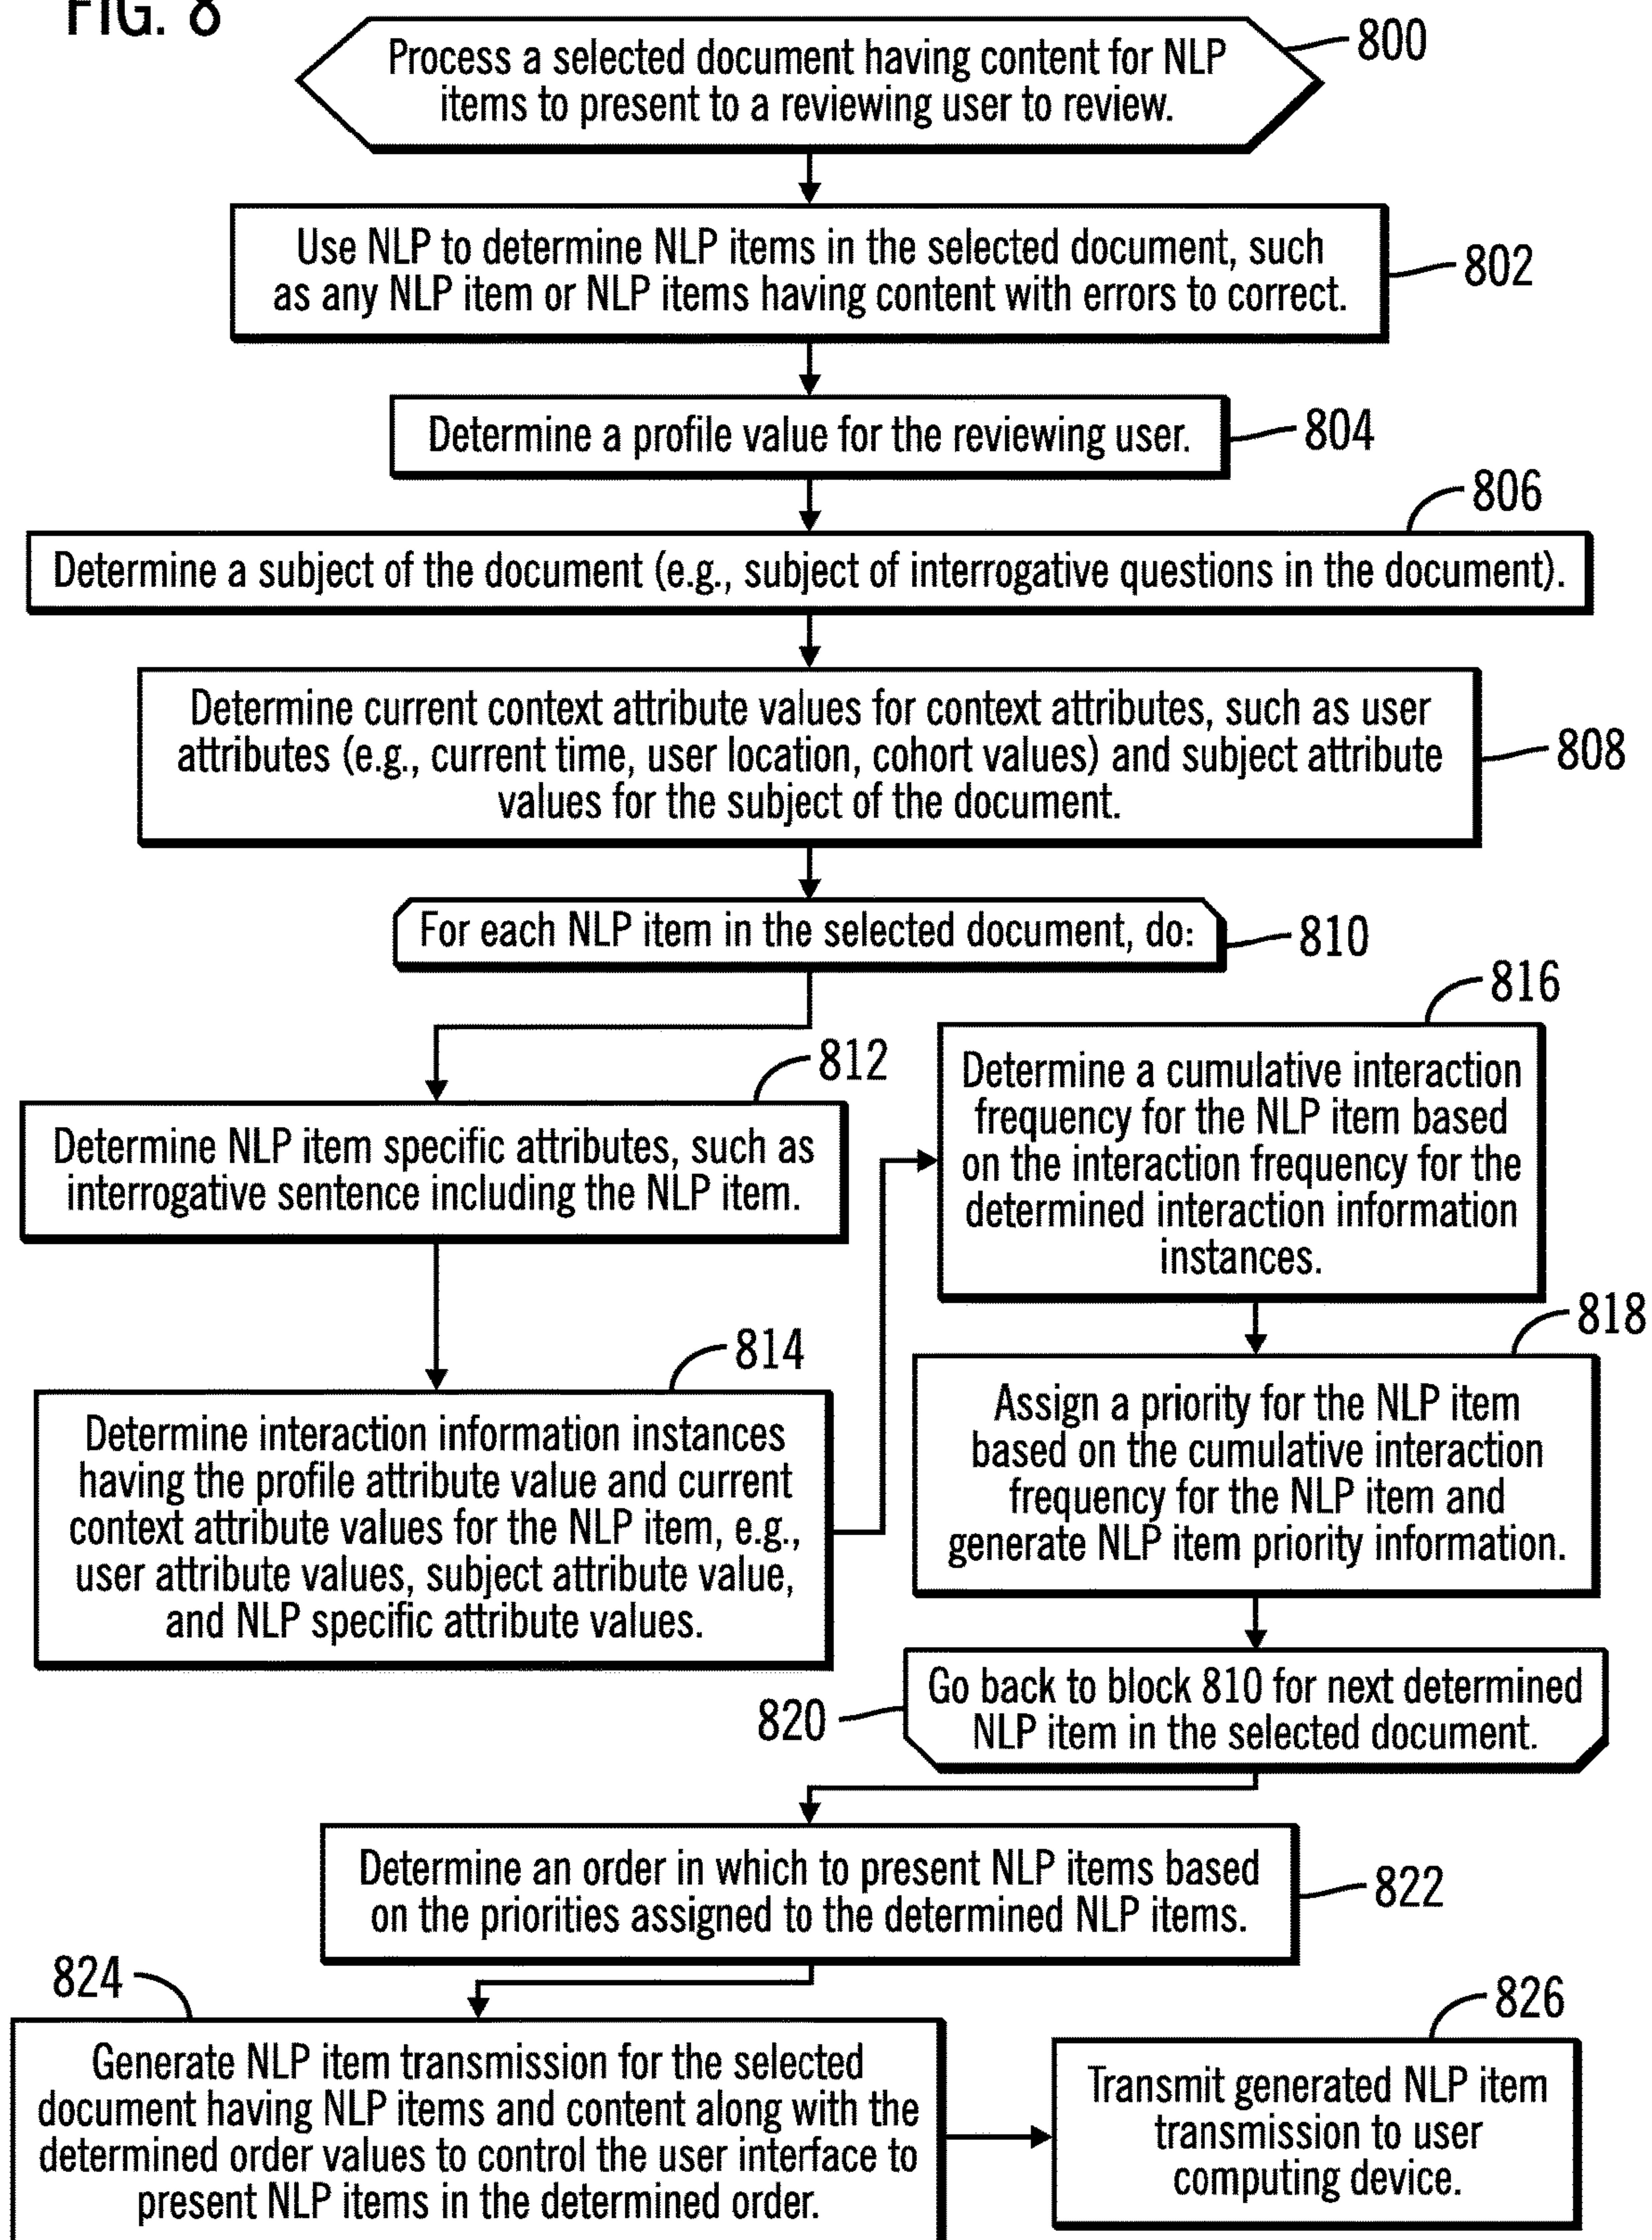 FIG. 8
Process a selected document having content for NLP
items to present to a reviewing user to review.
800
Use NLP to determine NLP items in the selected document, such
as any NLP item or NLP items having content with errors to correct.
802
Determine a profile value for the reviewing user.
804
806
Determine a subject of the document (e.g., subject of interrogative questions in the document).
Determine current context attribute values for context attributes, such as user
attributes (e.g., current time, user location, cohort values) and subject attribute
values for the subject of the document.
808
For each NLP item in the selected document, do:
810
812
Determine NLP item specific attributes, such as
interrogative sentence including the NLP item.
814
Determine interaction information instances
having the profile attribute value and current
context attribute values for the NLP item, e.g.,
user attribute values, subject attribute value,
and NLP specific attribute values.
816
Determine a cumulative interaction
frequency for the NLP item based
on the interaction frequency for the
determined interaction information
instances.
818
Assign a priority for the NLP item
based on the cumulative interaction
frequency for the NLP item and
generate NLP item priority information.
820
Go back to block 810 for next determined
NLP item in the selected document.
Determine an order in which to present NLP items based
on the priorities assigned to the determined NLP items.
822
824
Generate NLP item transmission for the selected
document having NLP items and content along with the
determined order values to control the user interface to
present NLP items in the determined order.
826
Transmit generated NLP item
transmission to user
computing device.